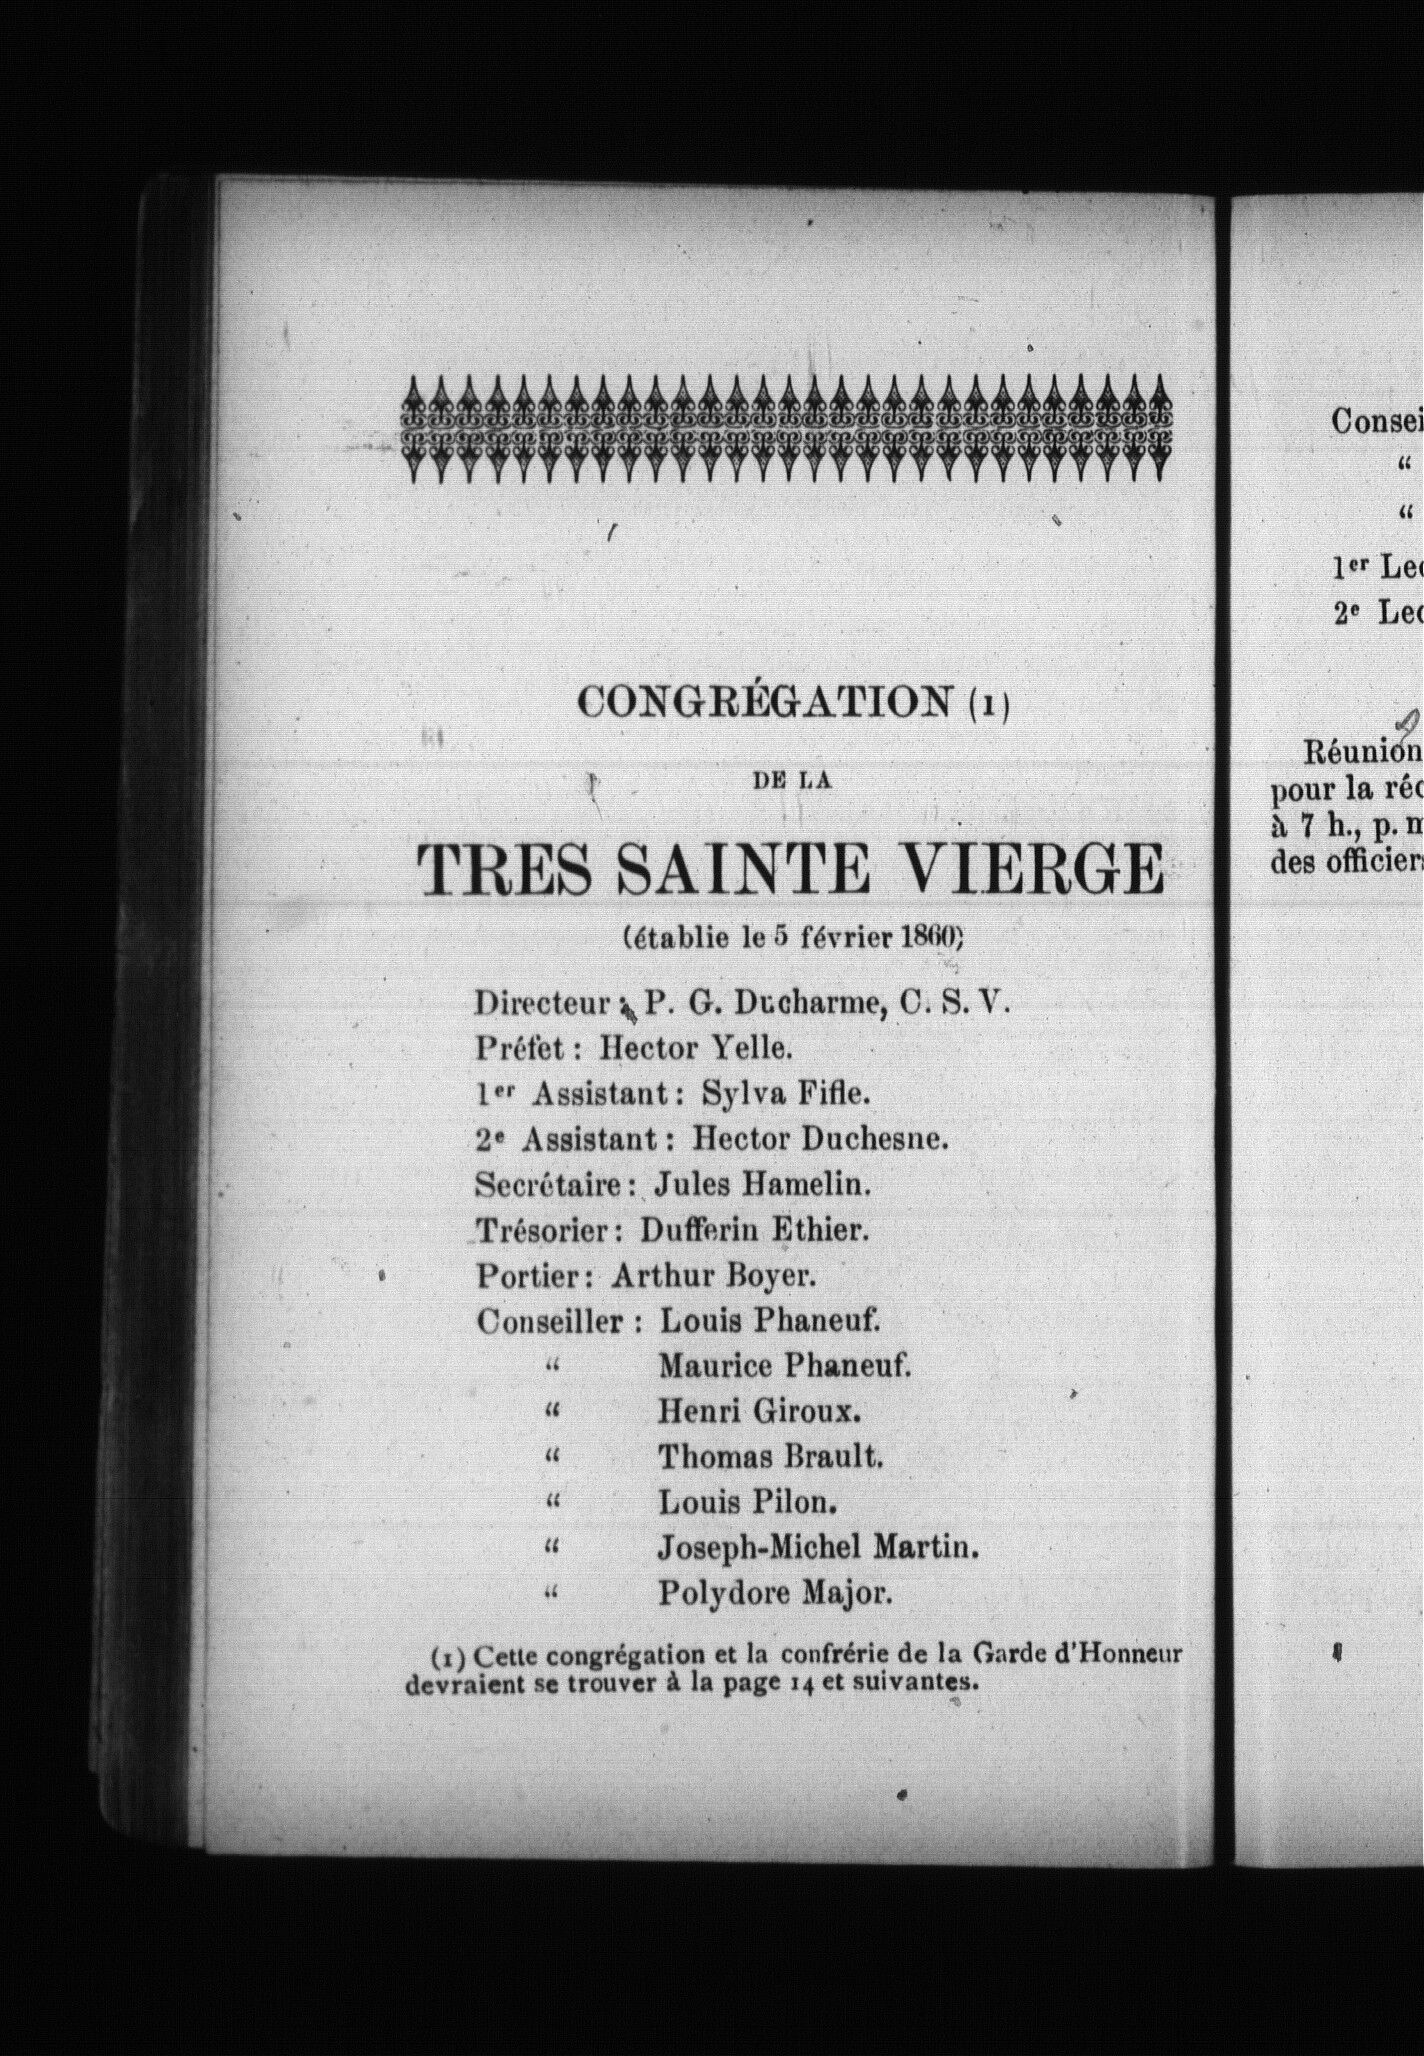 CONGRÉGATION (1)
DE LA
TRES SAINTE VIERGE
(établie le 5 février 1860)
Directeur : P. G. Ducharme, C. S. V.
Préfet : Hector Yelle.
1er Assistant : Sylva Fifle.
2e Assistant : Hector Duchesne.
Secrétaire : Jules Hamelin.
Trésorier : Dufferin Ethier.
Portier : Arthur Boyer.
Conseiller : Louis Phaneuf.
“ Maurice Phaneuf.
“ Henri Giroux.
“ Thomas Brault.
“ Louis Pilon.
“ Joseph-Michel Martin.
“ Polydore Major.
(1) Cette congrégation et la confrérie de la Garde d'Honneur
devraient se trouver à la page 14 et suivantes.
Consei
“
“
1er Lec
2e Lec
Réunion
pour la réc
à 7 h., p. m
des officiers